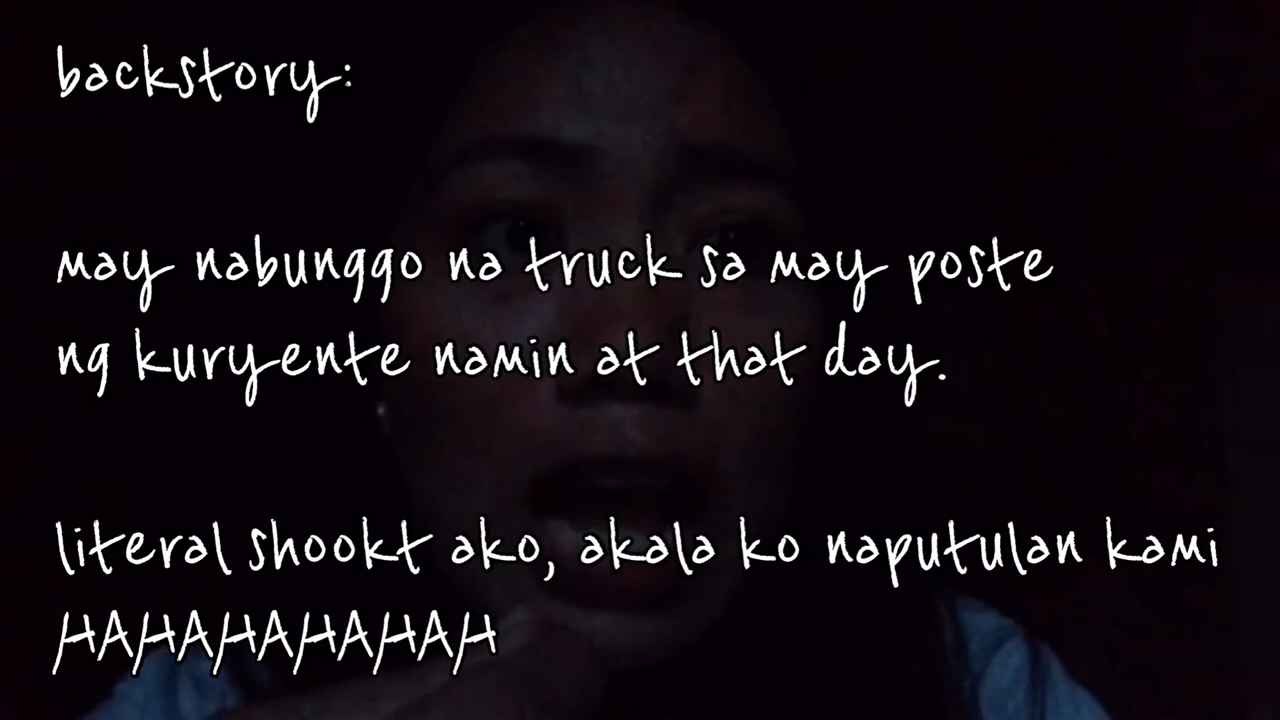 backstory:
may nabunggo na truck sa may poste
ng kuryente namin at that day.
literal shookt ako, akala ko naputulan kami
HAHAHAHAHAH